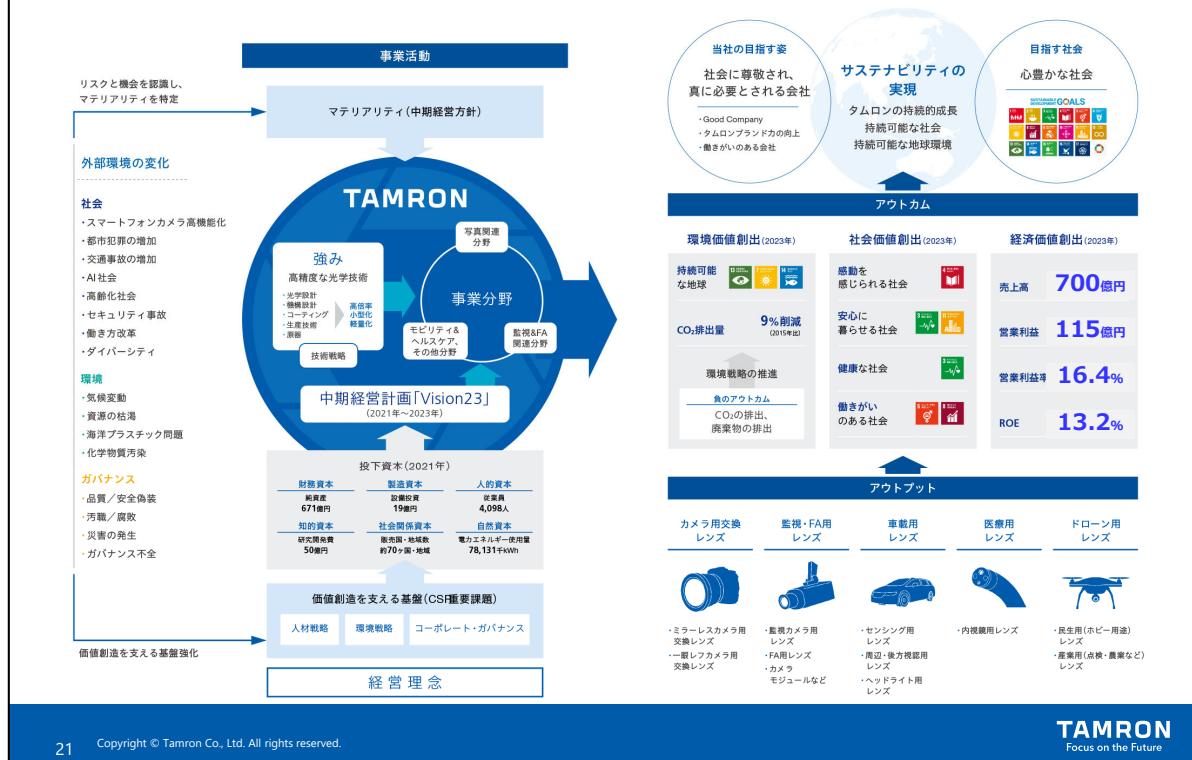 事業活動
リスクと機会を認識し、
マテリアリティを特定
マテリアリティ(中期経営方針)
外部環境の変化
社会
・スマートフォンカメラ高機能化
・都市犯罪の増加
・交通事故の増加
・AI社会
・高齢化社会
・セキュリティ事故
・働き方改革
・ダイバーシティ
環境
・気候変動
・資源の枯渇
・海洋プラスチック問題
・化学物質汚染
ガバナンス
・品質／安全偽装
・汚職／腐敗
・災害の発生
・ガバナンス不全
価値創造を支える基盤強化
TAMRON
強み
高精度な光学技術
・光学設計
・機構設計
・コーティング
・生産技術
・原器
高倍率
小型化
軽量化
技術戦略
写真関連
分野
事業分野
モビリティ&
ヘルスケア、
その他分野
監視&FA
関連分野
中期経営計画「Vision23」
(2021年～2023年)
投下資本(2021年)
財務資本
純資産
671億円
製造資本
設備投資
19億円
人的資本
従業員
4,098人
知的資本
研究開発費
50億円
社会関係資本
販売国・地域数
約70ヶ国・地域
自然資本
電力エネルギー使用量
78,131千kWh
価値創造を支える基盤(CSR重要課題)
人材戦略
環境戦略
コーポレート・ガバナンス
経営理念
当社の目指す姿
社会に尊敬され、
真に必要とされる会社
・Good Company
・タムロンブランド力の向上
・働きがいのある会社
サステナビリティの
実現
タムロンの持続的成長
持続可能な社会
持続可能な地球環境
目指す社会
心豊かな社会
SUSTAINABLE
DEVELOPMENT GOALS
アウトカム
環境価値創出(2023年)
持続可能
な地球
CO₂排出量
9%削減
(2015年比)
環境戦略の推進
負のアウトカム
CO₂の排出、
廃棄物の排出
社会価値創出(2023年)
感動を
感じられる社会
安心に
暮らせる社会
健康な社会
働きがい
のある社会
経済価値創出(2023年)
売上高 700億円
営業利益 115億円
営業利益率 16.4%
ROE 13.2%
アウトプット
カメラ用交換
レンズ
・ミラーレスカメラ用
交換レンズ
・一眼レフカメラ用
交換レンズ
監視・FA用
レンズ
・監視カメラ用
レンズ
・FA用レンズ
・カメラ
モジュールなど
車載用
レンズ
・センシング用
レンズ
・周辺・後方視認用
レンズ
・ヘッドライト用
レンズ
医療用
レンズ
・内視鏡用レンズ
ドローン用
レンズ
・民生用(ホビー用途)
レンズ
・産業用(点検・農業など)
レンズ
21
Copyright © Tamron Co., Ltd. All rights reserved.
TAMRON
Focus on the Future